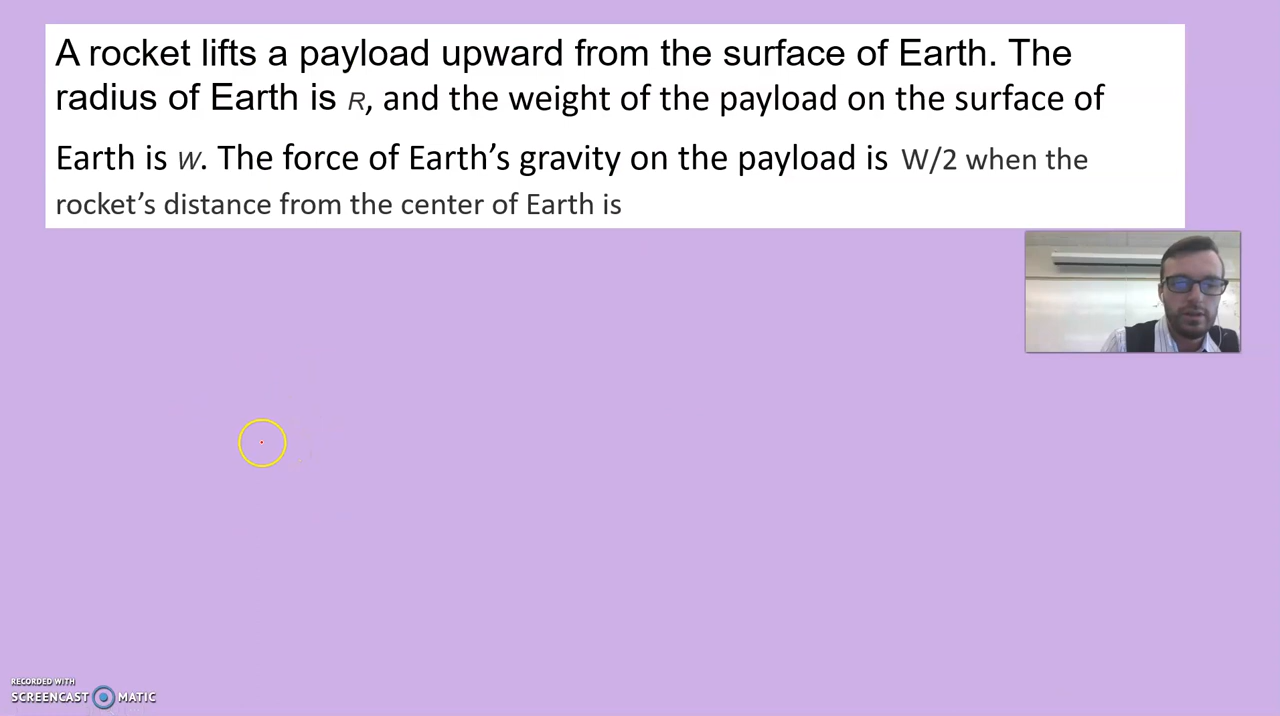 A rocket lifts a payload upward from the surface of Earth. The
radius of Earth is R, and the weight of the payload on the surface of
Earth is W. The force of Earth’s gravity on the payload is W/2 when the
rocket’s distance from the center of Earth is
RECORDED WITH
SCREENCAST MATIC